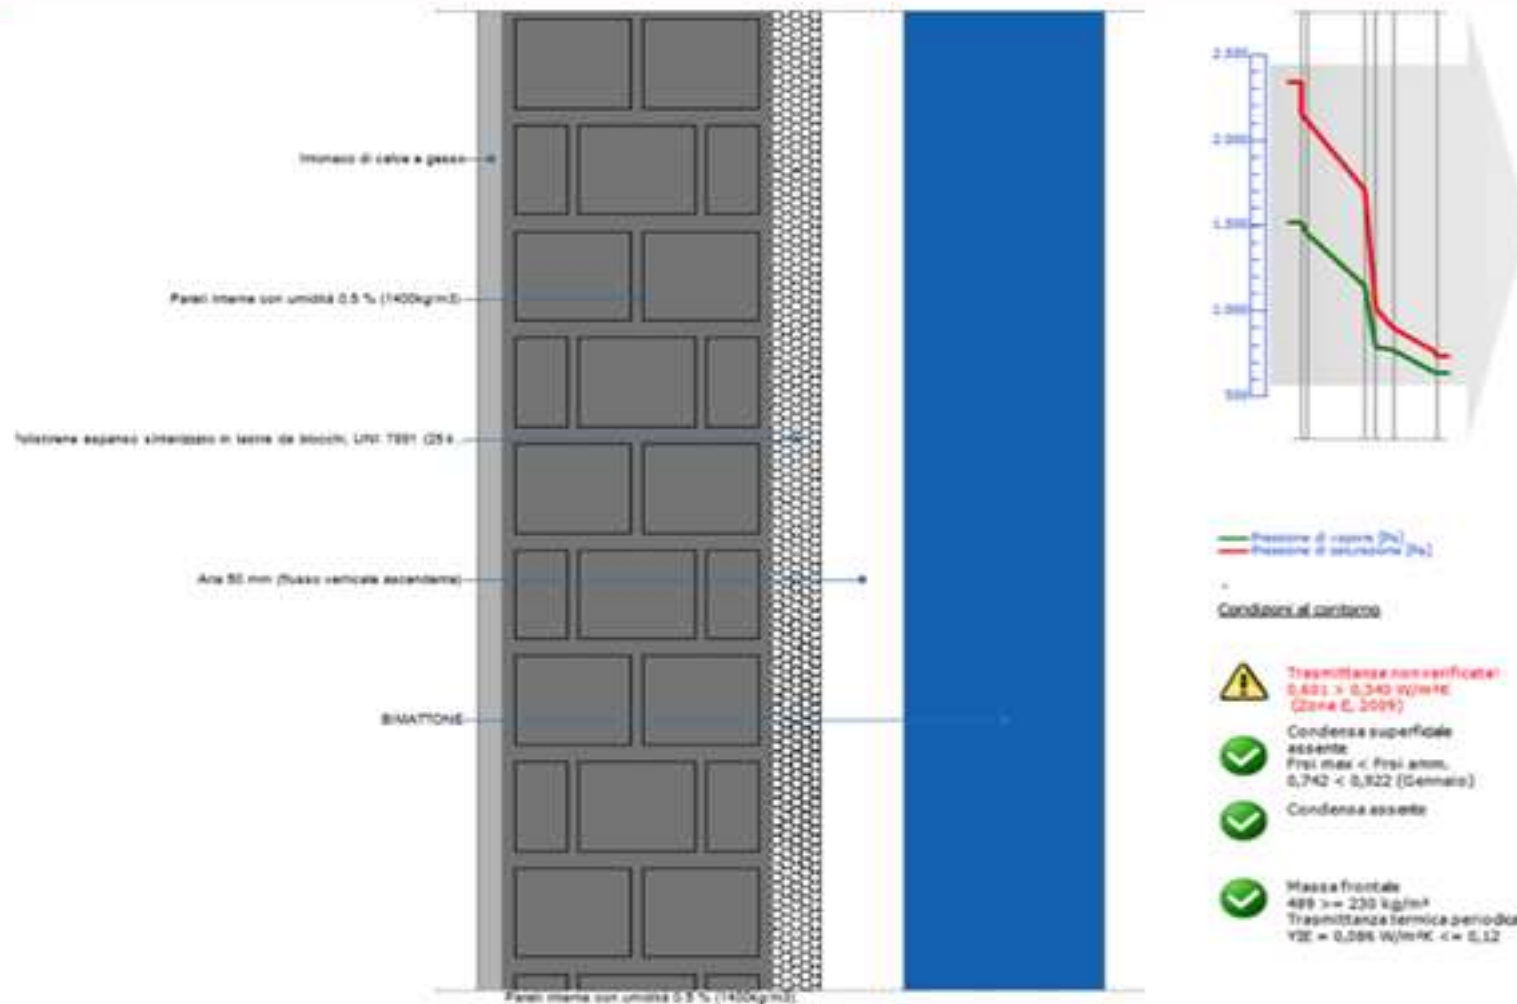 Intonaco di calce e gesso
Pareti interne con umidità 0.5 % (1400kg/m3)
Polistirene espanso sinterizzato in lastre da blocchi, UNI 7891 (25 k
Aria 50 mm (flusso verticale ascendente)
BIMATTONE
Pareti interne con umidità 0.5 % (1400kg/m3)
2.500
2.000
1.500
1.000
500
Pressione di vapore [Pa]
Pressione di saturazione [Pa]
Condizioni al contorno
Trasmittanza non verificata!
0,601 > 0,340 W/m²K
(Zona E, 2009)
Condensa superficiale
assente
Frsi max < Frsi amm.
0,742 < 0,922 (Gennaio)
Condensa assente
Massa frontale
489 >= 230 kg/m²
Trasmittanza termica periodica
YIE = 0,086 W/m²K <= 0,12